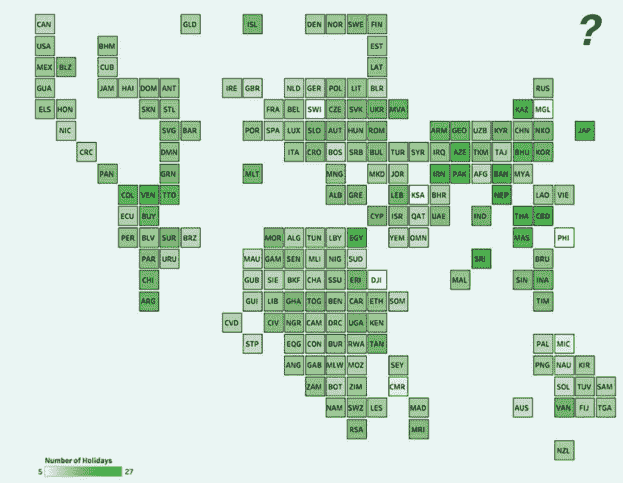 ?
CAN GLD ISL DEN NOR SWE FIN
USA BHM EST
MEX BLZ CUB LAT
GUA JAM HAI DOM ANT IRE GBR NLD GER POL LIT BLR RUS
ELS HON SKN STL FRA BEL SWI CZE SVK UKR MVA KAZ MGL
NIC SVG BAR POR SPA LUX SLO AUT HUN ROM ARM GEO UZB KYR CHN NKO JAP
CRC DMN ITA CRO BOS SRB BUL TUR SYR IRQ AZE TKM TAJ BHU KOR
PAN GRN MLT MNG MKD JOR IRN PAK AFG BAN MYA
COL VEN TTO ALB GRE LEB KSA BHR NEP LAO VIE
ECU BUY CYP ISR QAT UAE IND THA CBD
PER BLV SUR BRZ MOR ALG TUN LBY EGY YEM OMN MAS PHI
PAR URU MAU GAM SEN MLI NIG SUD SRI BRU
CHI GUB SIE BKF CHA SSU ERI DJI MAL SIN INA
ARG GUI LIB GHA TOG BEN CAR ETH SOM TIM
CVD CIV NGR CAM DRC UGA KEN
STP EQG CON BUR RWA TAN PAL MIC
ANG GAB MLW MOZ SEY PNG NAU KIR
ZAM BOT ZIM CMR SOL TUV SAM
NAM SWZ LES MAD AUS VAN FIJ TGA
RSA MRI
NZL
Number of Holidays
5 27